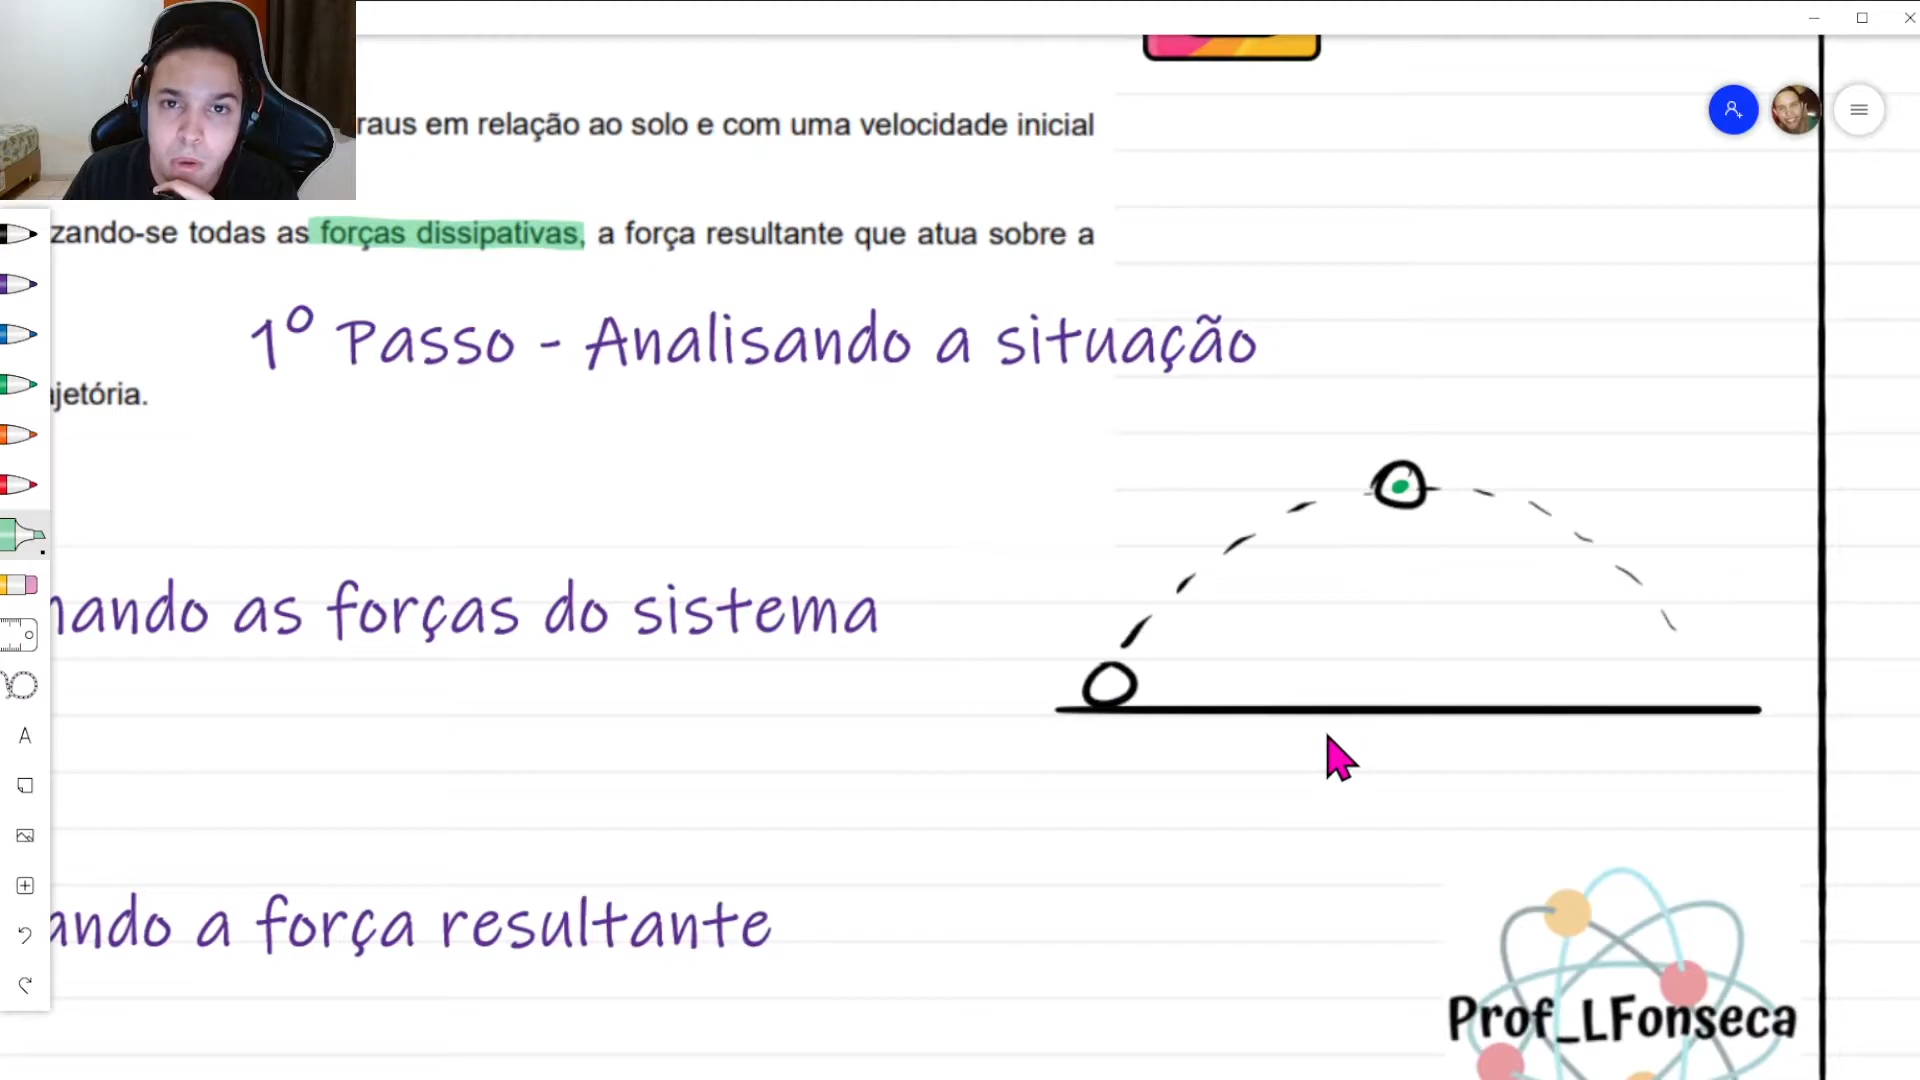 raus em relação ao solo e com uma velocidade inicial
zando-se todas as forças dissipativas, a força resultante que atua sobre a
1º Passo - Analisando a situação
jetória.
nando as forças do sistema
ando a força resultante
Prof_LFonseca